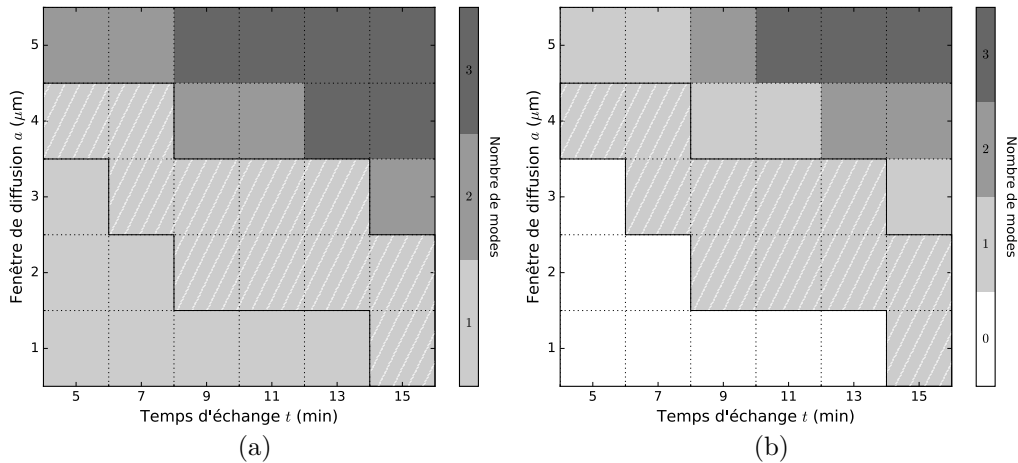 5
4
3
2
1
Fenêtre de diffusion a (μm)
5 7 9 11 13 15
Temps d'échange t (min)
3
2
1
Nombre de modes
(a)
5
4
3
2
1
Fenêtre de diffusion a (μm)
5 7 9 11 13 15
Temps d'échange t (min)
3
2
1
0
Nombre de modes
(b)